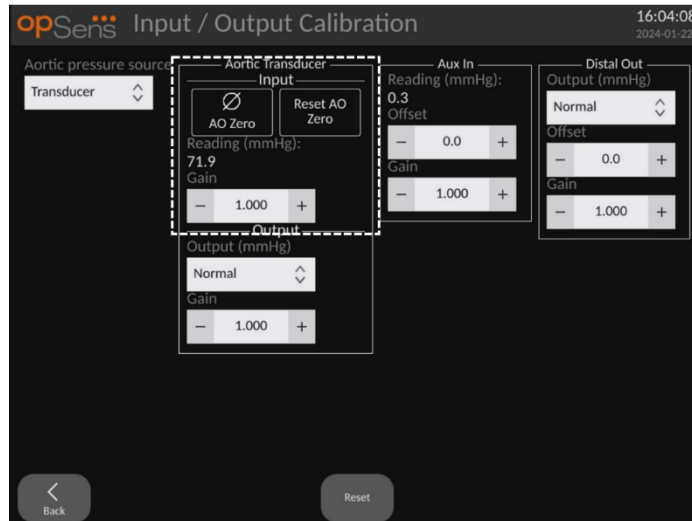 opSens Input / Output Calibration
16:04:08
2024-01-22
Aortic pressure source
Transducer
Aortic Transducer
Input
AO Zero
Reset AO
Zero
Reading (mmHg):
71.9
Gain
- 1.000 +
Output
Output (mmHg)
Normal
Gain
- 1.000 +
Aux In
Reading (mmHg):
0.3
Offset
- 0.0 +
Gain
- 1.000 +
Distal Out
Output (mmHg)
Normal
Offset
- 0.0 +
Gain
- 1.000 +
Back
Reset